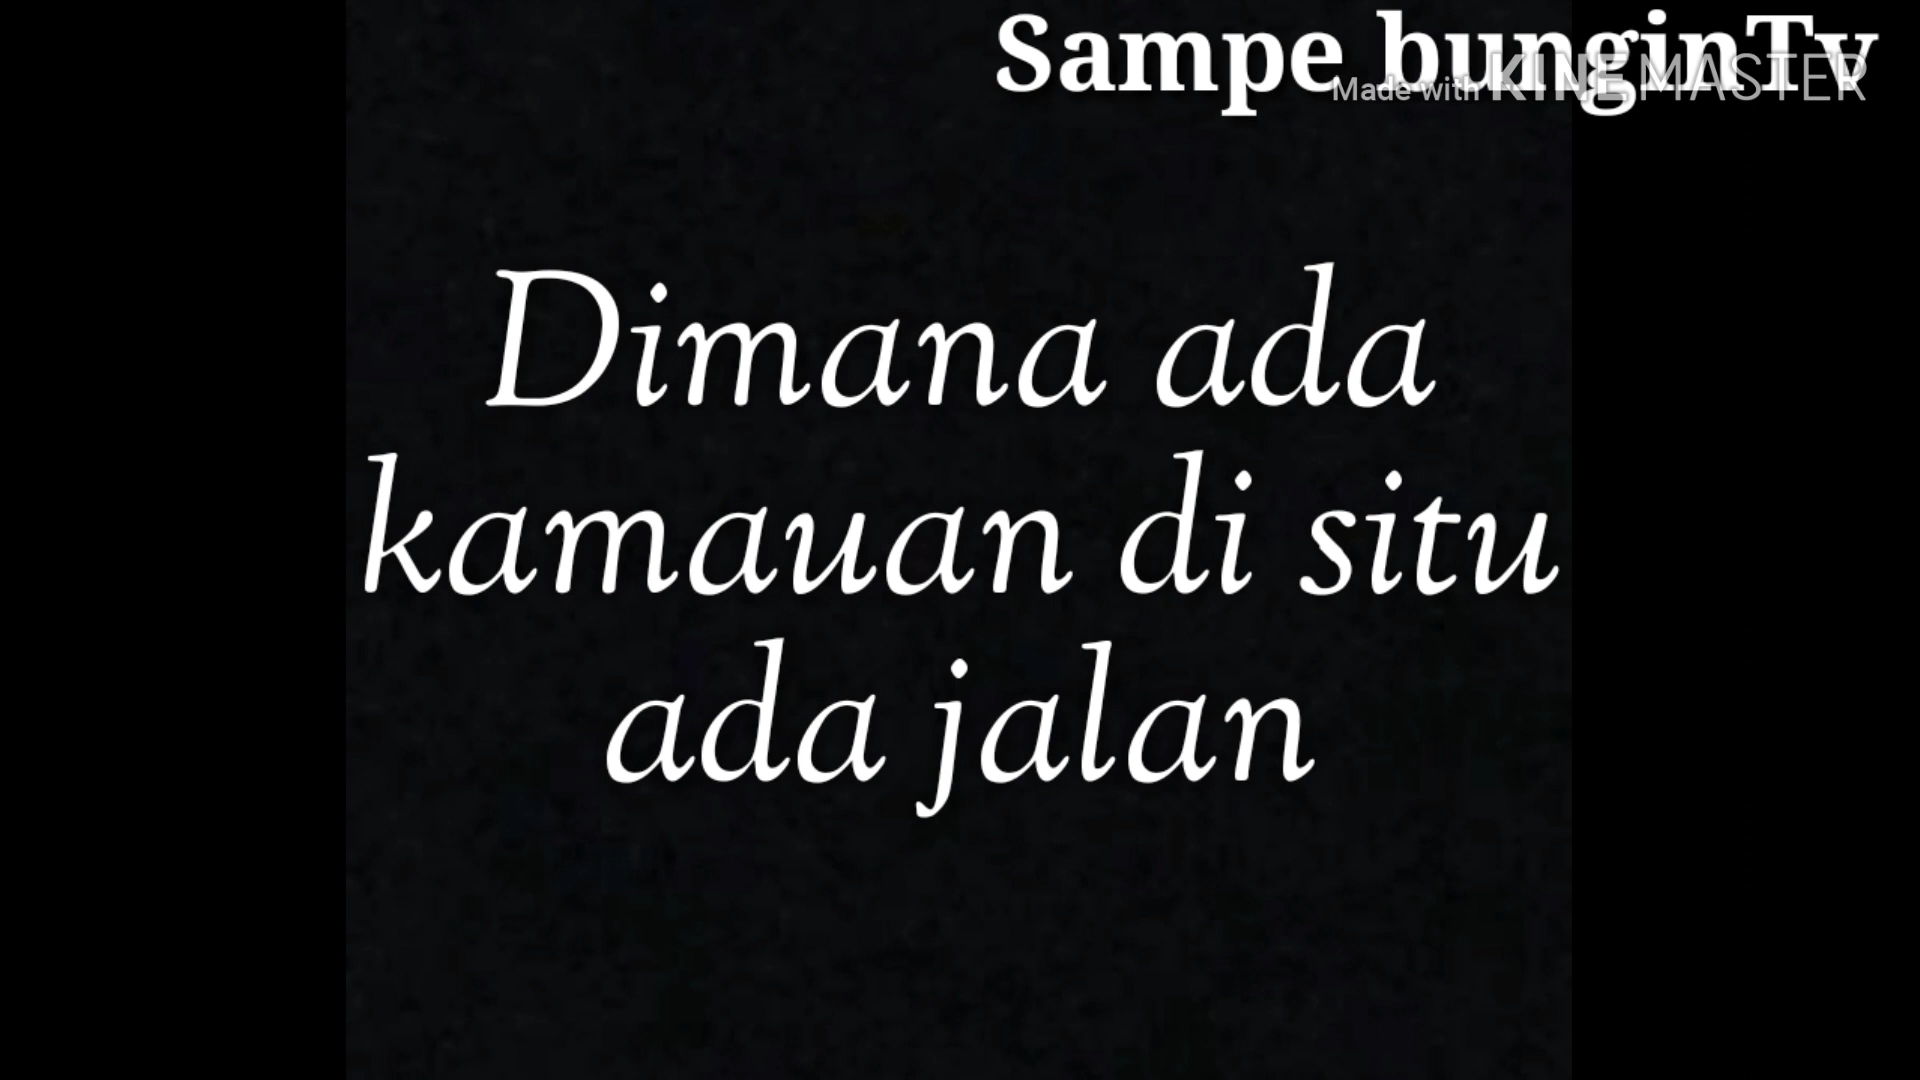 Sampe bunginTv
Made with KINEMASTER
Dimana ada
kamauan di situ
ada jalan